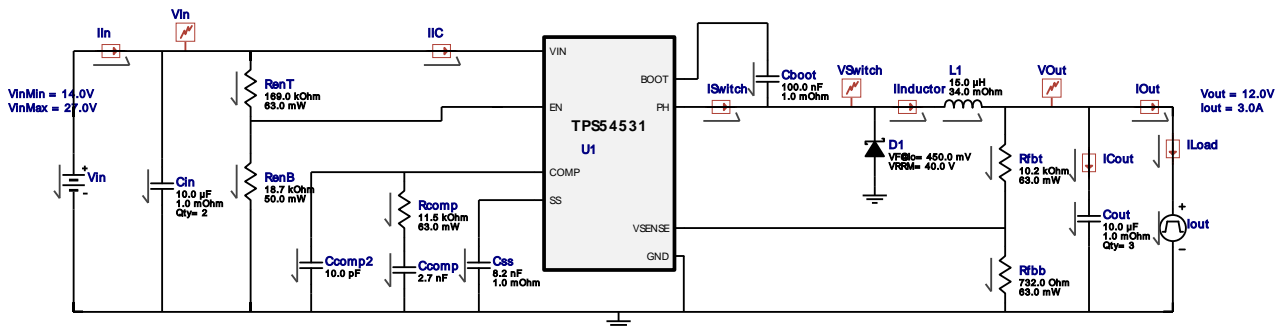 Vin
Iin
IIC
VinMin = 14.0V
VinMax = 27.0V
RenT
169.0 kOhm
63.0 mW
VIN
EN
COMP
SS
BOOT
PH
VSENSE
GND
TPS54531
U1
Vin
Cin
10.0 µF
1.0 mOhm
Qty= 2
RenB
18.7 kOhm
50.0 mW
Ccomp2
10.0 pF
Rcomp
11.5 kOhm
63.0 mW
Ccomp
2.7 nF
Css
8.2 nF
1.0 mOhm
Cboot
100.0 nF
1.0 mOhm
ISwitch
VSwitch
IInductor
L1
15.0 µH
34.0 mOhm
VOut
IOut
Vout = 12.0V
Iout = 3.0A
D1
= 450.0 mV
VRRM= 40.0 V
Rfbt
10.2 kOhm
63.0 mW
ICout
ILoad
Cout
10.0 µF
1.0 mOhm
Qty= 3
Iout
Rfbb
732.0 Ohm
63.0 mW